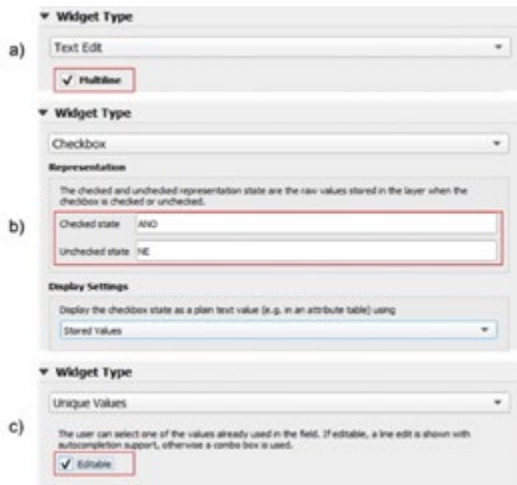 Widget Type
a)
Text Edit
Multiline
Widget Type
Checkbox
Representation
The checked and unchecked representation state are the raw values stored in the layer when the
checkbox is checked or unchecked.
b)
Checked state ANO
Unchecked state NE
Display Settings
Display the checkbox state as a plain text value (e.g. in an attribute table) using
Stored Values
Widget Type
Unique Values
c)
The user can select one of the values already used in the field. If editable, a line edit is shown with
autocompletion support, otherwise a combo box is used.
Editable